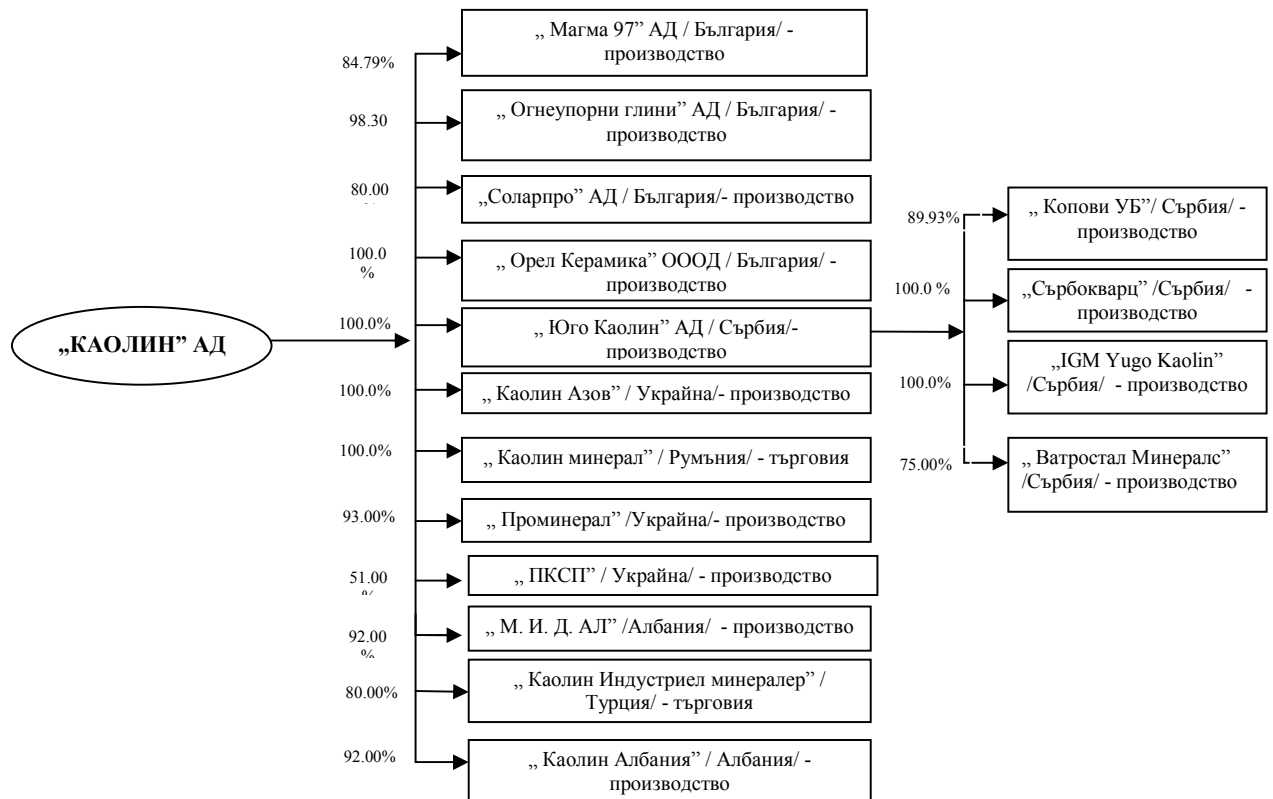 „КАОЛИН” АД
84.79%
„ Магма 97” АД / България/ -
производство
98.30
„ Огнеупорни глини” АД / България/ -
производство
80.00
„Соларпро” АД / България/- производство
100.0
%
„ Орел Керамика” ОООД / България/ -
производство
100.0%
„ Юго Каолин” АД / Сърбия/-
производство
100.0%
„ Каолин Азов” / Украйна/- производство
100.0%
„ Каолин минерал” / Румъния/ - търговия
93.00%
„ Проминерал” /Украйна/- производство
51.00
%
„ ПКСП” / Украйна/ - производство
92.00
%
„ М. И. Д. АЛ” /Албания/ - производство
80.00%
„ Каолин Индустриел минералер” /
Турция/ - търговия
92.00%
„ Каолин Албания” / Албания/ -
производство
89.93%
„ Копови УБ”/ Сърбия/ -
производство
100.0 %
„Сърбокварц” /Сърбия/ -
производство
100.0%
„IGM Yugo Kaolin”
/Сърбия/ - производство
75.00%
„ Ватростал Минералс”
/Сърбия/ - производство